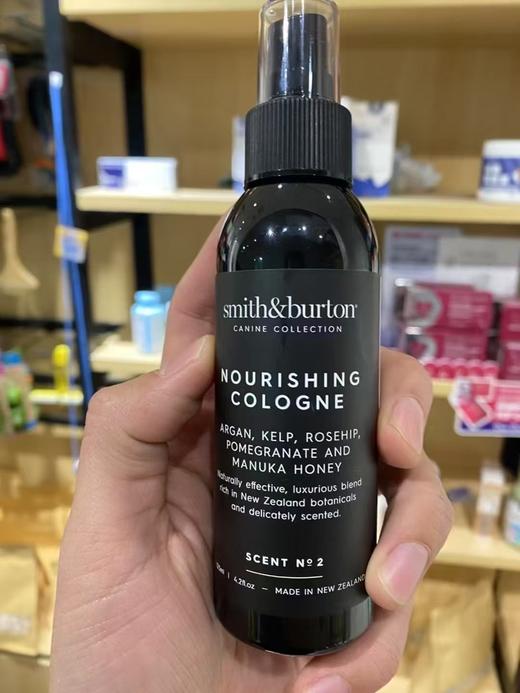 smith&burton®
CANINE COLLECTION
NOURISHING
COLOGNE
ARGAN, KELP, ROSEHIP,
POMEGRANATE AND
MANUKA HONEY
Naturally effective, luxurious blend
rich in New Zealand botanicals
and delicately scented.
SCENT Nº 2
4.2fl.oz – MADE IN NEW ZEALAND